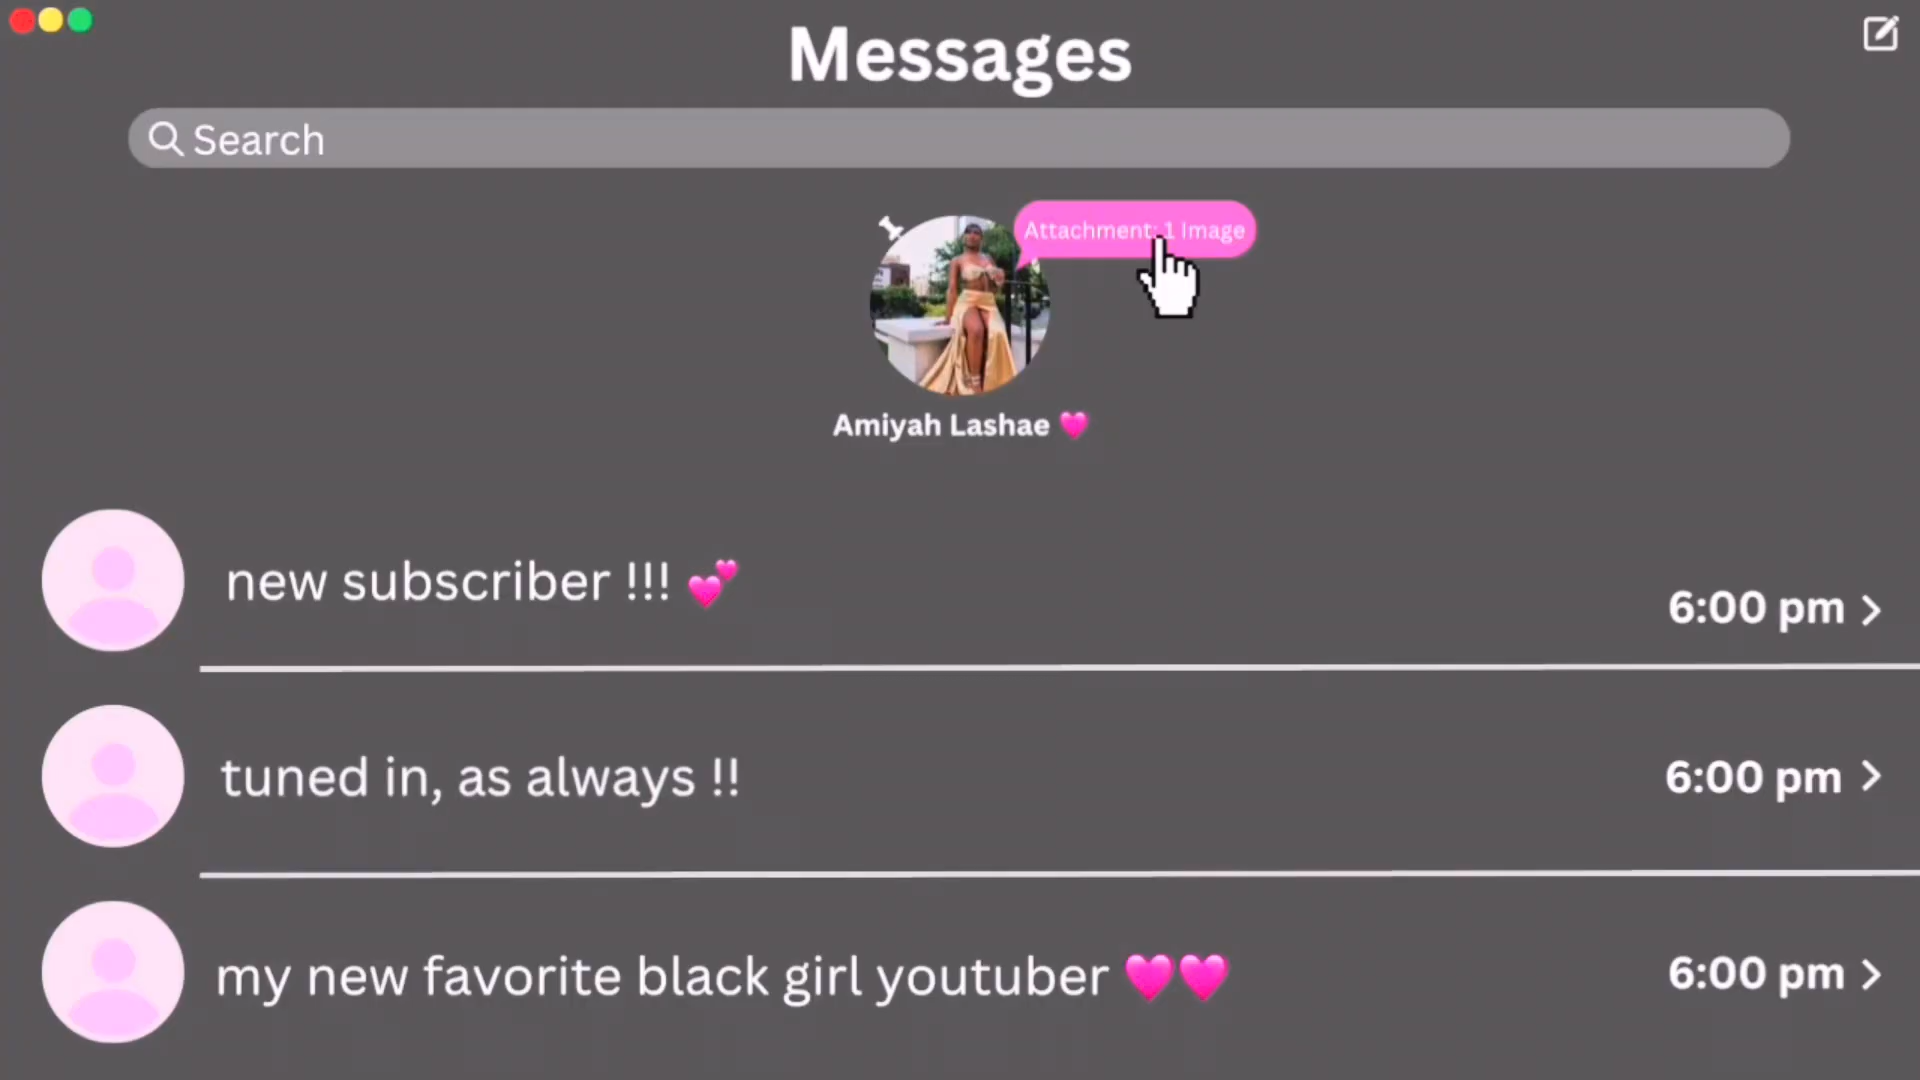 Messages
Search
Attachment: 1 Image
Amiyah Lashae 🩷
new subscriber !!! 💕
6:00 pm
tuned in, as always !!
6:00 pm
my new favorite black girl youtuber 🩷🩷
6:00 pm